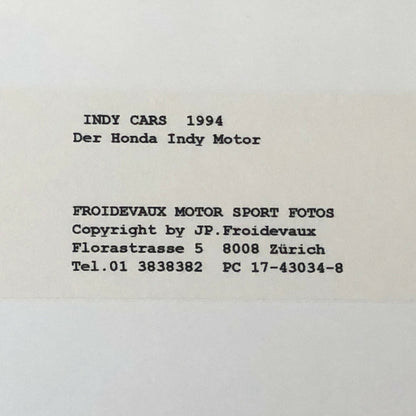 INDY CARS 1994
Der Honda Indy Motor
FROIDEVAUX MOTOR SPORT FOTOS
Copyright by JP.Froidevaux
Florastrasse 5 8008 Zürich
Tel.01 3838382 PC 17-43034-8